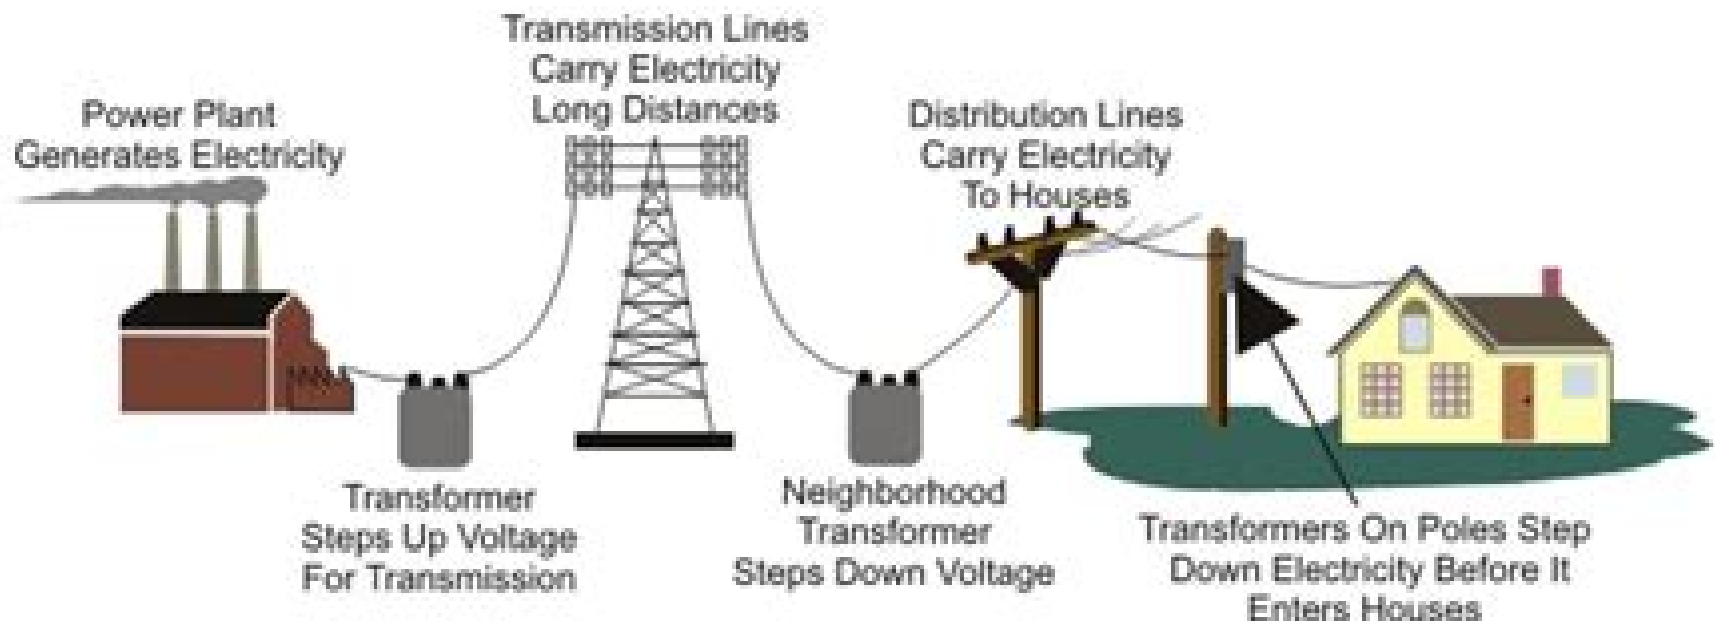 Power Plant
Generates Electricity
Transmission Lines
Carry Electricity
Long Distances
Distribution Lines
Carry Electricity
To Houses
Transformer
Steps Up Voltage
For Transmission
Neighborhood
Transformer
Steps Down Voltage
Transformers On Poles Step
Down Electricity Before It
Enters Houses